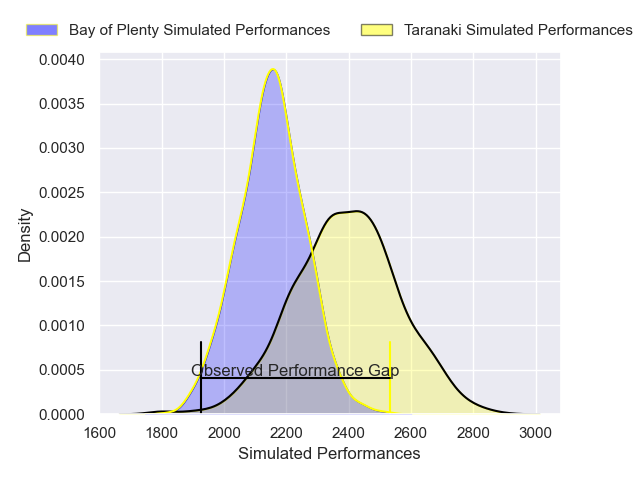 Bay of Plenty Simulated Performances Taranaki Simulated Performances
0.0040
0.0035
0.0030
0.0025
0.0020
0.0015
0.0010
0.0005
0.0000
Density
Observed Performance Gap
1600 1800 2000 2200 2400 2600 2800 3000
Simulated Performances